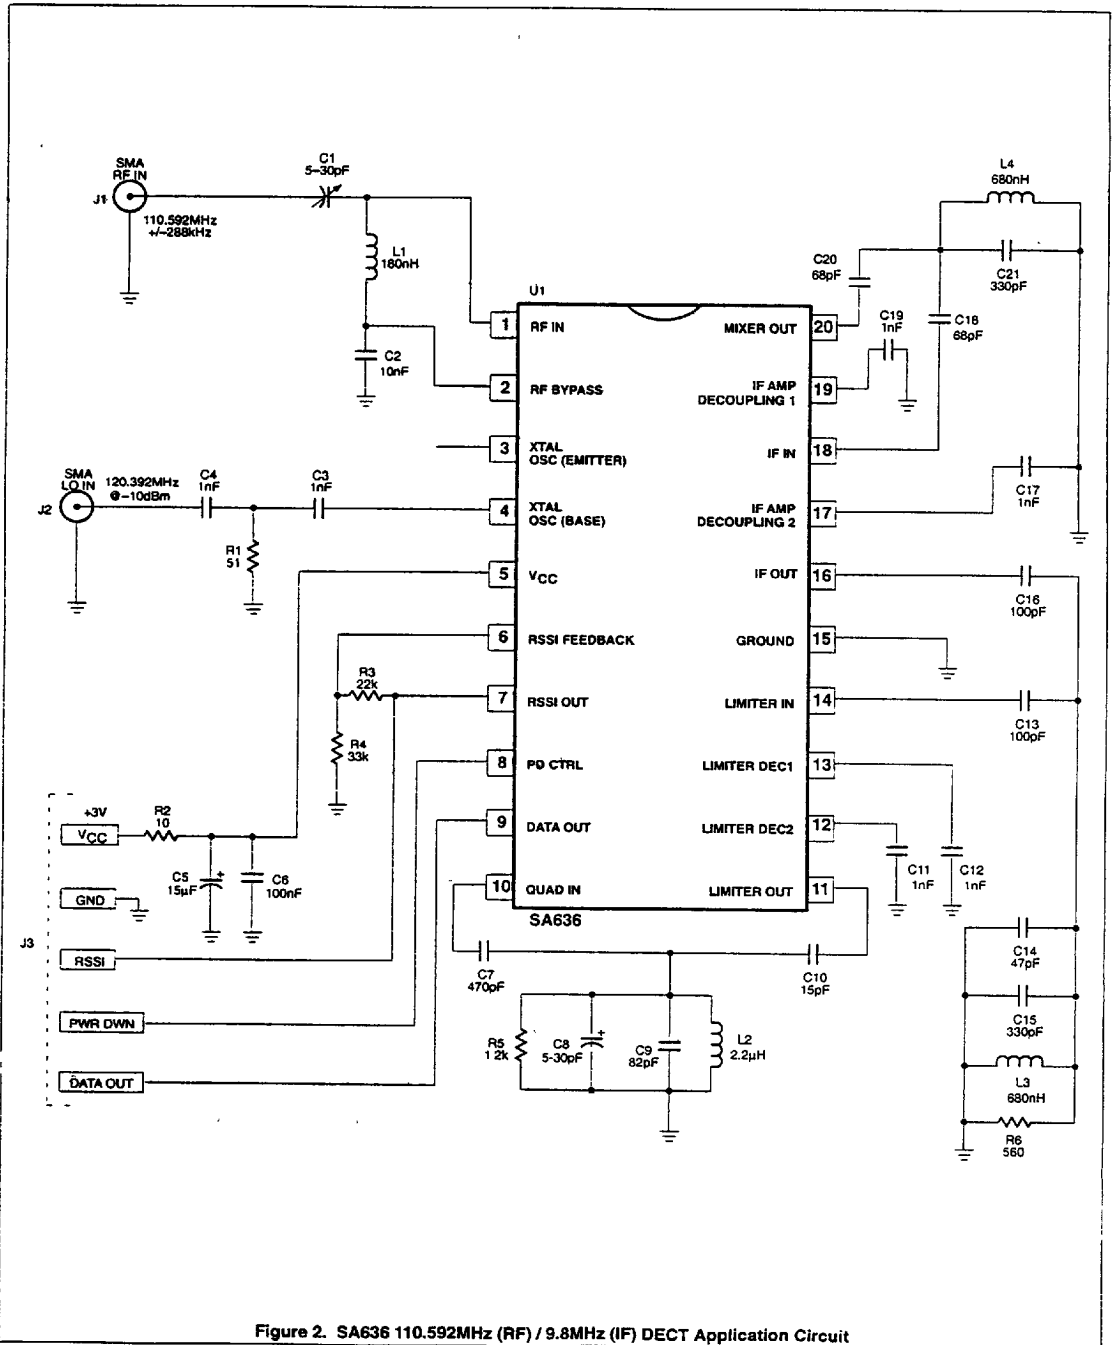 SMA
RF IN
J1
110.592MHz
+/-288kHz
C1
5-30pF
L1
180nH
C2
10nF
SMA
LO IN
J2
120.392MHz
@-10dBm
C4
1nF
C3
1nF
R1
51
R3
22k
R4
33k
J3
+3V
VCC
R2
10
C5
15μF
+
C6
100nF
GND
RSSI
PWR DWN
DATA OUT
U1
1 RF IN
2 RF BYPASS
3 XTAL
OSC (EMITTER)
4 XTAL
OSC (BASE)
5 VCC
6 RSSI FEEDBACK
7 RSSI OUT
8 PD CTRL
9 DATA OUT
10 QUAD IN
MIXER OUT 20
IF AMP
DECOUPLING 1 19
IF IN 18
IF AMP
DECOUPLING 2 17
IF OUT 16
GROUND 15
LIMITER IN 14
LIMITER DEC1 13
LIMITER DEC2 12
LIMITER OUT 11
SA636
L4
680nH
C20
68pF
C21
330pF
C19
1nF
C18
68pF
C17
1nF
C16
100pF
C13
100pF
C11
1nF
C12
1nF
C14
47pF
C15
330pF
L3
680nH
R6
560
C7
470pF
C10
15pF
R5
1 2k
C8
5-30pF
+
C9
82pF
L2
2.2μH
Figure 2. SA636 110.592MHz (RF) / 9.8MHz (IF) DECT Application Circuit